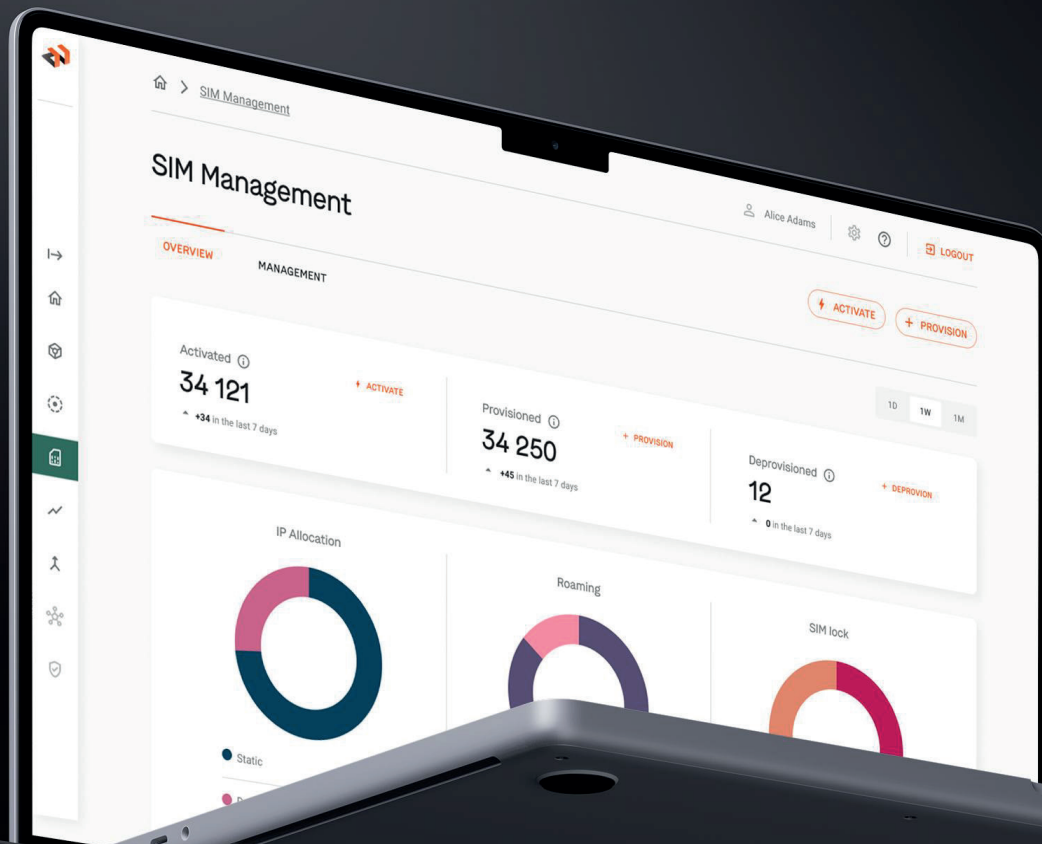 SIM Management
SIM Management
Alice Adams
LOGOUT
OVERVIEW
MANAGEMENT
ACTIVATE
+ PROVISION
1D 1W 1M
Activated
34 121
+34 in the last 7 days
ACTIVATE
Provisioned
34 250
+45 in the last 7 days
+ PROVISION
Deprovisioned
12
0 in the last 7 days
+ DEPROVION
IP Allocation
Roaming
SIM lock
Static